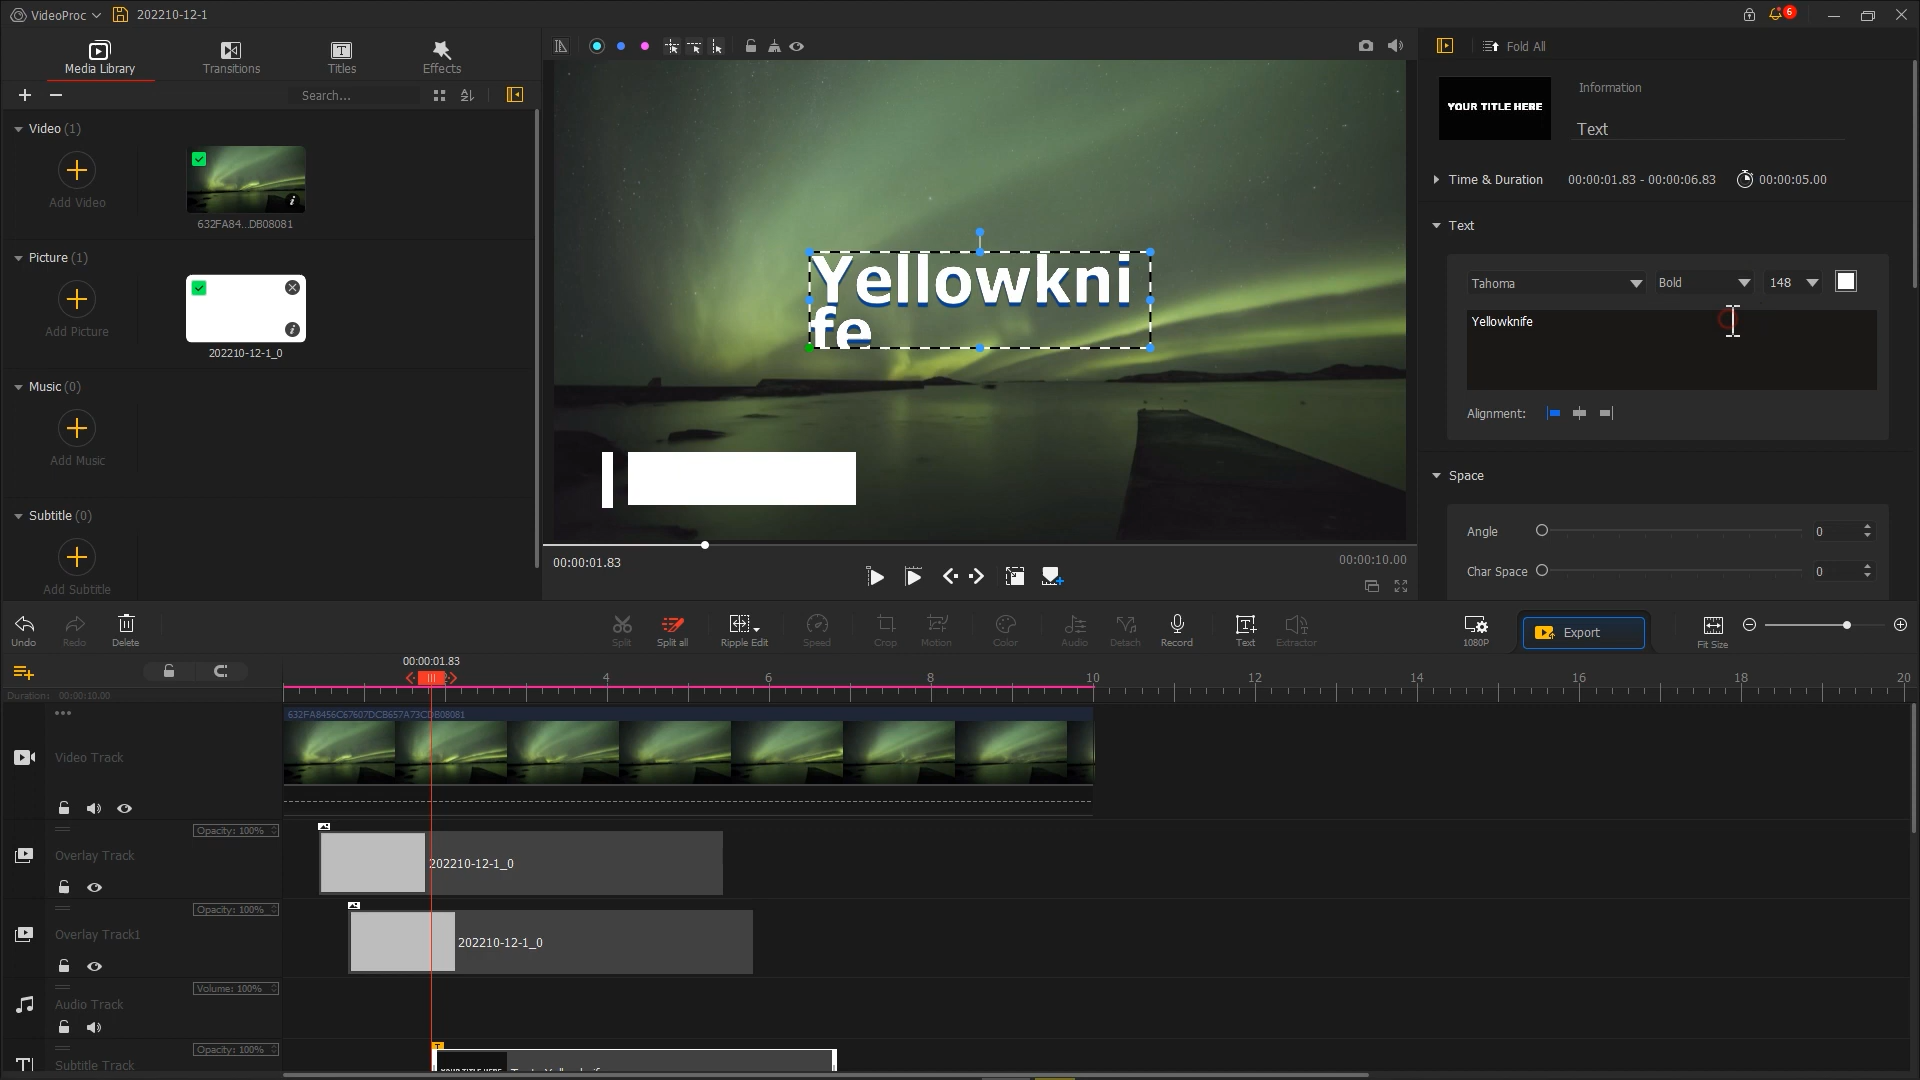 VideoProc
202210-12-1
6
Media Library
Transitions
Titles
Effects
Search...
Fold All
Video (1)
Add Video
632FA84...DB08081
Picture (1)
Add Picture
202210-12-1_0
Music (0)
Add Music
Subtitle (0)
Add Subtitle
Yellowkni
fe
00:00:01.83
00:00:10.00
YOUR TITLE HERE
Information
Text
Time & Duration
00:00:01.83 - 00:00:06.83
00:00:05.00
Text
Tahoma
Bold
148
Yellowknife
Alignment:
Space
Angle
0
Char Space
0
Undo
Redo
Delete
Split
Split all
Ripple Edit
Speed
Crop
Motion
Color
Audio
Detach
Record
Text
Extractor
1080P
Export
Fit Size
00:00:01.83
Duration: 00:00:10.00
4
6
8
10
12
14
16
18
20
632FA8456C67607DCB657A73CDB08081
Video Track
Opacity: 100%
Overlay Track
202210-12-1_0
Opacity: 100%
Overlay Track1
202210-12-1_0
Volume: 100%
Audio Track
Opacity: 100%
Subtitle Track